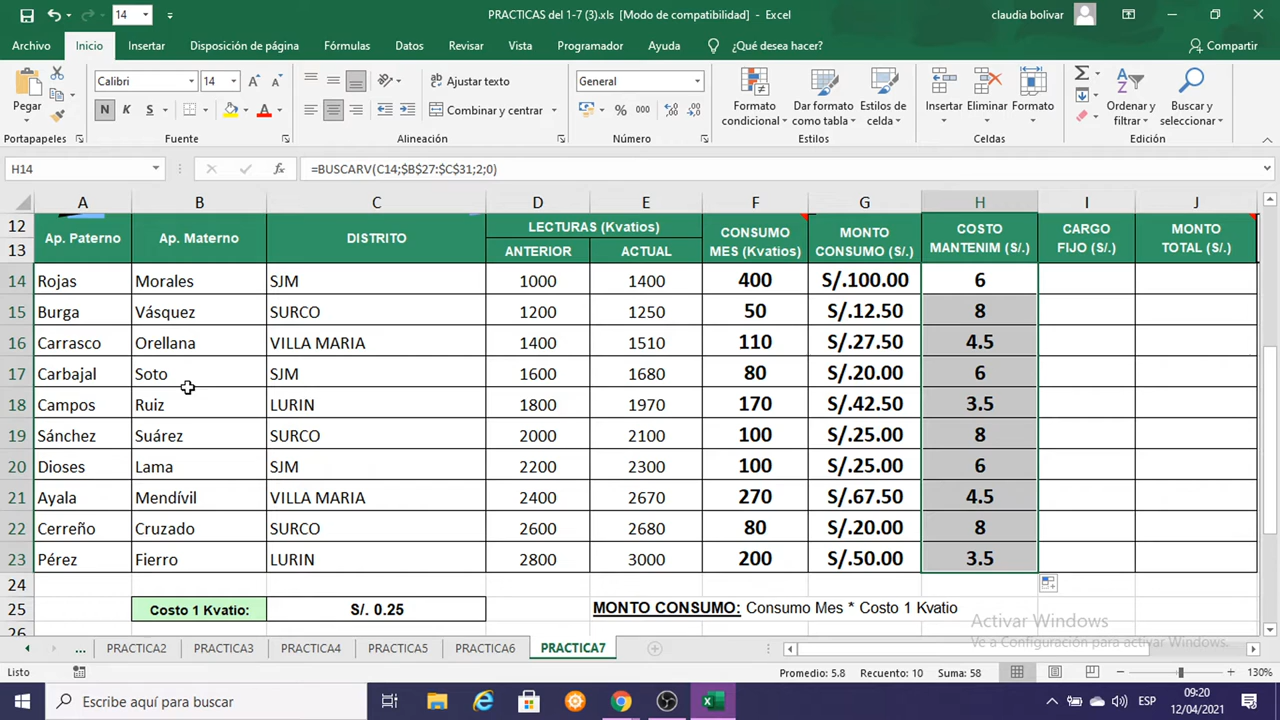 14 PRACTICAS del 1-7 (3).xls [Modo de compatibilidad] - Excel claudia bolivar
Archivo Inicio Insertar Disposición de página Fórmulas Datos Revisar Vista Programador Ayuda ¿Qué desea hacer? Compartir
Pegar Calibri 14 Ajustar texto General
N K S Combinar y centrar % 000
Formato condicional Dar formato como tabla Estilos de celda Insertar Eliminar Formato Ordenar y filtrar Buscar y seleccionar
Portapapeles Fuente Alineación Número Estilos Celdas Edición
H14 fx =BUSCARV(C14;$B$27:$C$31;2;0)
A B C D E F G H I J
12 Ap. Paterno Ap. Materno DISTRITO LECTURAS (Kvatios) CONSUMO MES (Kvatios) MONTO CONSUMO (S/.) COSTO MANTENIM (S/.) CARGO FIJO (S/.) MONTO TOTAL (S/.)
13 ANTERIOR ACTUAL
14 Rojas Morales SJM 1000 1400 400 S/.100.00 6
15 Burga Vásquez SURCO 1200 1250 50 S/.12.50 8
16 Carrasco Orellana VILLA MARIA 1400 1510 110 S/.27.50 4.5
17 Carbajal Soto SJM 1600 1680 80 S/.20.00 6
18 Campos Ruiz LURIN 1800 1970 170 S/.42.50 3.5
19 Sánchez Suárez SURCO 2000 2100 100 S/.25.00 8
20 Dioses Lama SJM 2200 2300 100 S/.25.00 6
21 Ayala Mendívil VILLA MARIA 2400 2670 270 S/.67.50 4.5
22 Cerreño Cruzado SURCO 2600 2680 80 S/.20.00 8
23 Pérez Fierro LURIN 2800 3000 200 S/.50.00 3.5
24
25 Costo 1 Kvatio: S/. 0.25 MONTO CONSUMO: Consumo Mes * Costo 1 Kvatio
26
Activar Windows
Ve a Configuración para activar Windows.
... PRACTICA2 PRACTICA3 PRACTICA4 PRACTICA5 PRACTICA6 PRACTICA7
Listo Promedio: 5.8 Recuento: 10 Suma: 58 130%
Escribe aquí para buscar ESP 09:20
12/04/2021